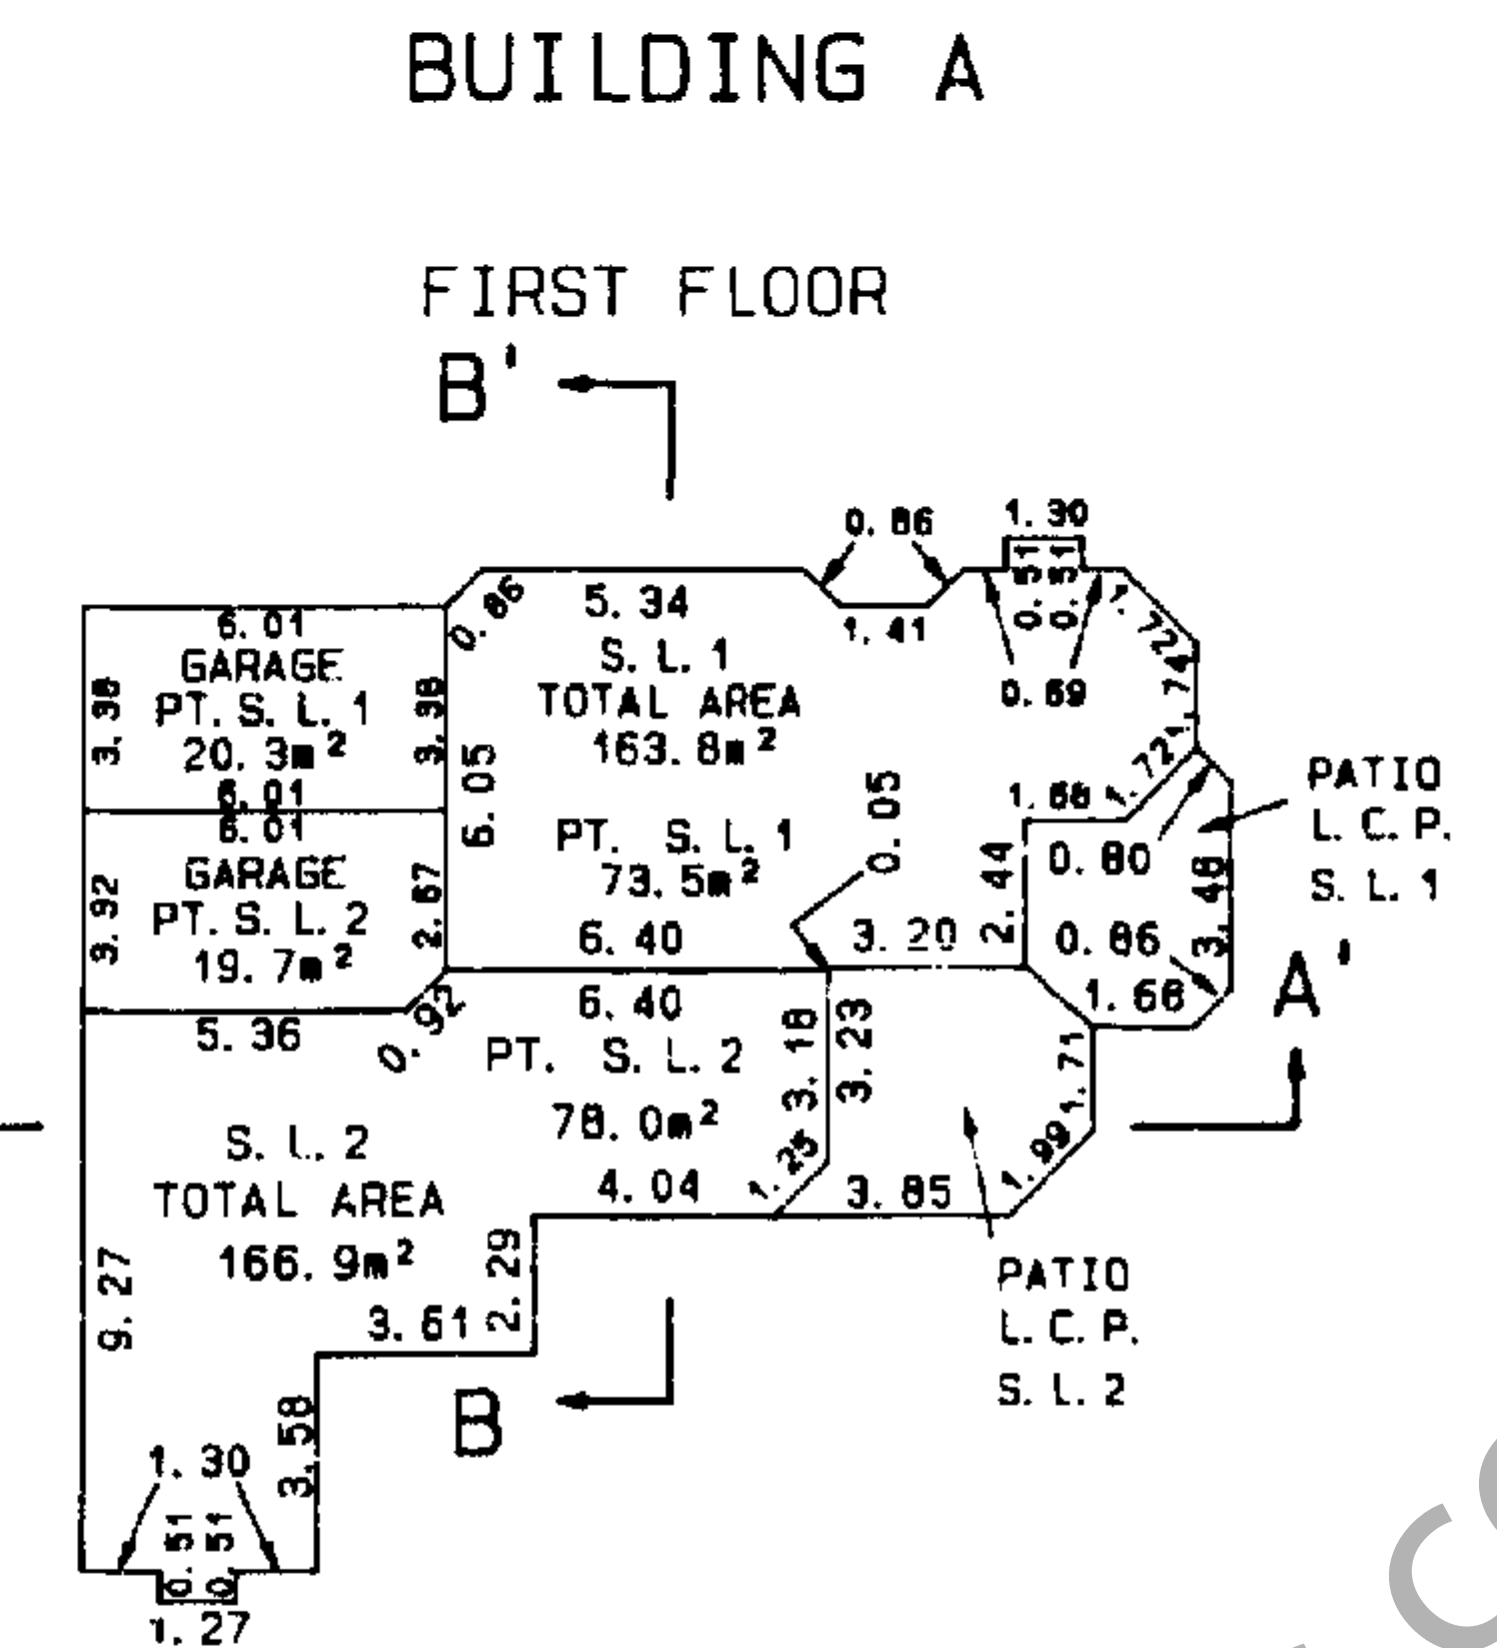 BUILDING A
FIRST FLOOR
B'
0.86
1.30
0.51
0.51
0.86
5.34
1.41
1.72
0.69
1.74
6.01
GARAGE
PT. S. L. 1
20.3m²
6.01
3.38
3.38
S. L. 1
TOTAL AREA
163.8m²
6.05
PT. S. L. 1
73.5m²
0.05
1.68
1.72
0.80
PATIO
L. C. P.
S. L. 1
6.01
GARAGE
PT. S. L. 2
19.7m²
3.92
2.67
6.40
3.20
2.44
0.86
3.48
1.68
A'
5.36
0.92
6.40
PT. S. L. 2
78.0m²
3.18
3.23
1.71
S. L. 2
TOTAL AREA
166.9m²
4.04
1.25
3.85
1.99
9.27
3.61
2.29
PATIO
L. C. P.
S. L. 2
B
3.58
1.30
0.51
0.51
1.27